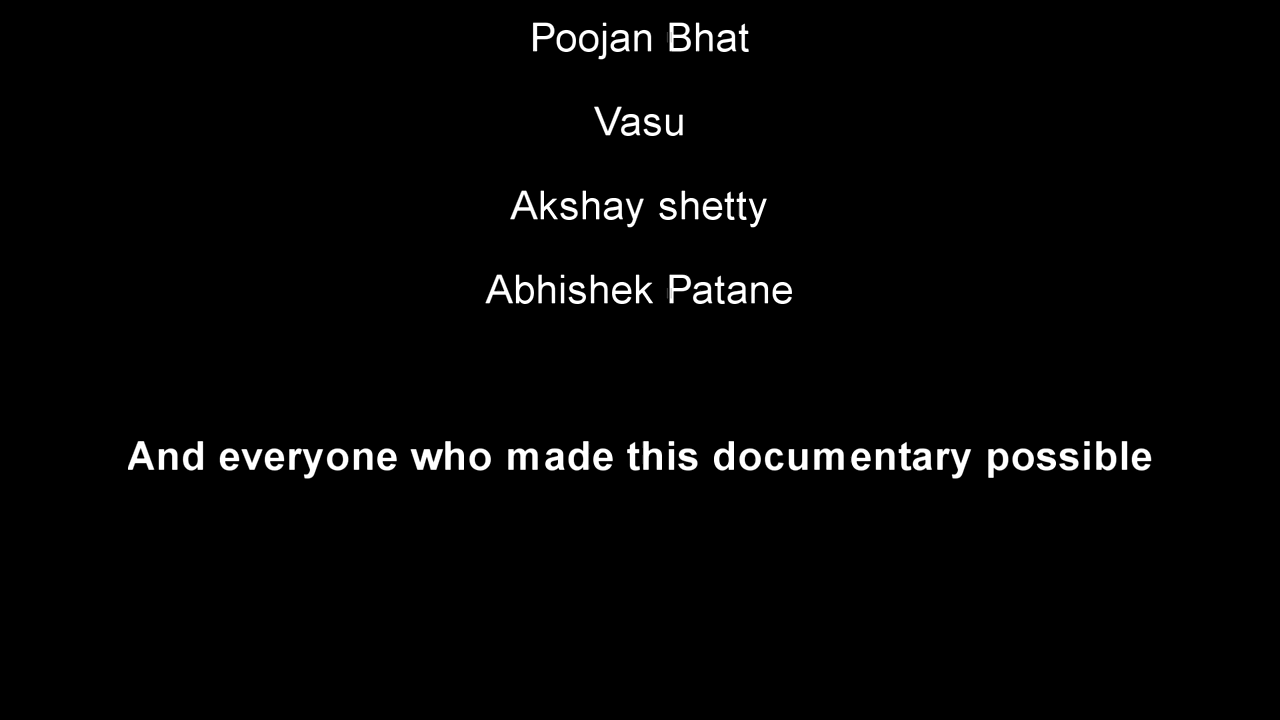 Poojan Bhat
Vasu
Akshay shetty
Abhishek Patane
And everyone who made this documentary possible